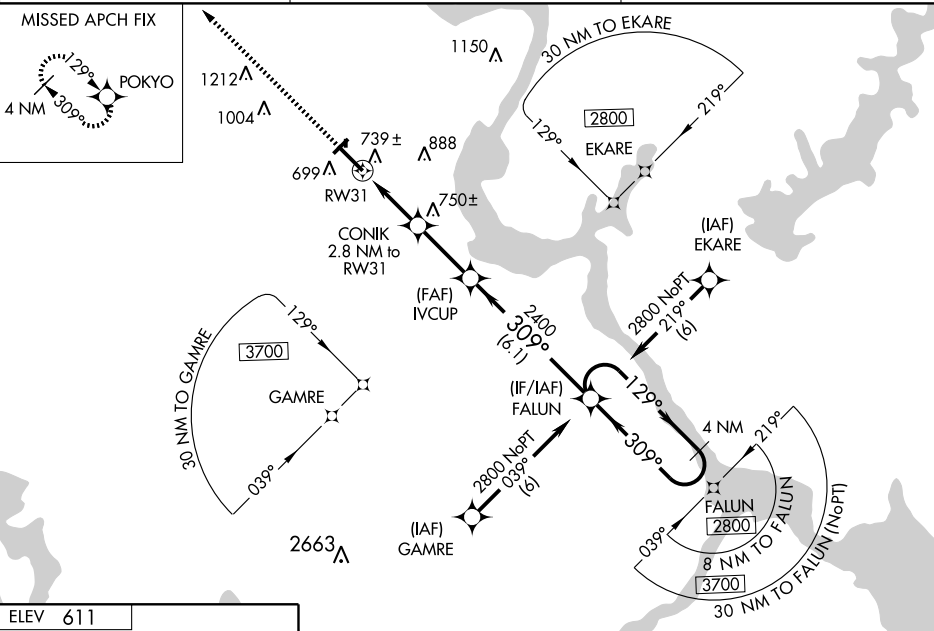 MISSED APCH FIX
129°
POKYO
4 NM
309°
1212
1004
1150
739 ±
888
699
RW31
750±
CONIK
2.8 NM to
RW31
(FAF)
IVCUP
30 NM TO EKARE
219°
129°
2800
EKARE
(IAF)
EKARE
2800 NoPT
219°
(6)
2400
309°
(6.1)
30 NM TO GAMRE
129°
3700
GAMRE
039°
(IF/IAF)
FALUN
129°
309°
4 NM
2800 NoPT
039°
(6)
(IAF)
GAMRE
2663
219°
FALUN
2800
039°
8 NM TO FALUN
3700
30 NM TO FALUN (NoPT)
ELEV 611